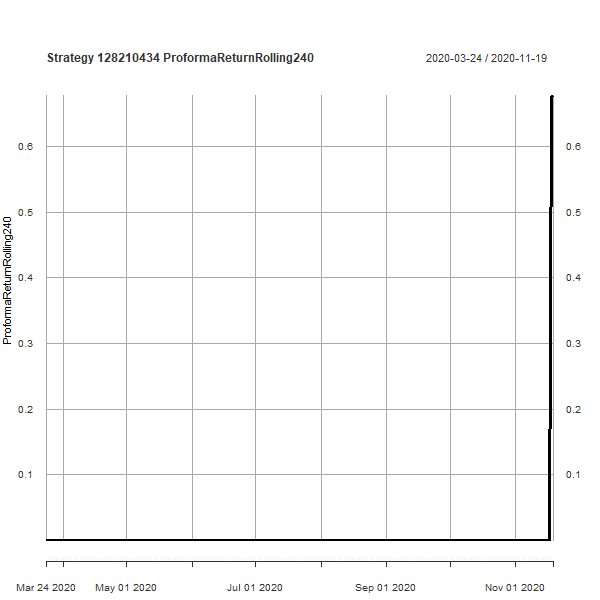 Strategy 128210434 ProformaReturnRolling240
2020-03-24 / 2020-11-19
ProformaReturnRolling240
0.6 0.6
0.5 0.5
0.4 0.4
0.3 0.3
0.2 0.2
0.1 0.1
Mar 24 2020 May 01 2020 Jul 01 2020 Sep 01 2020 Nov 01 2020